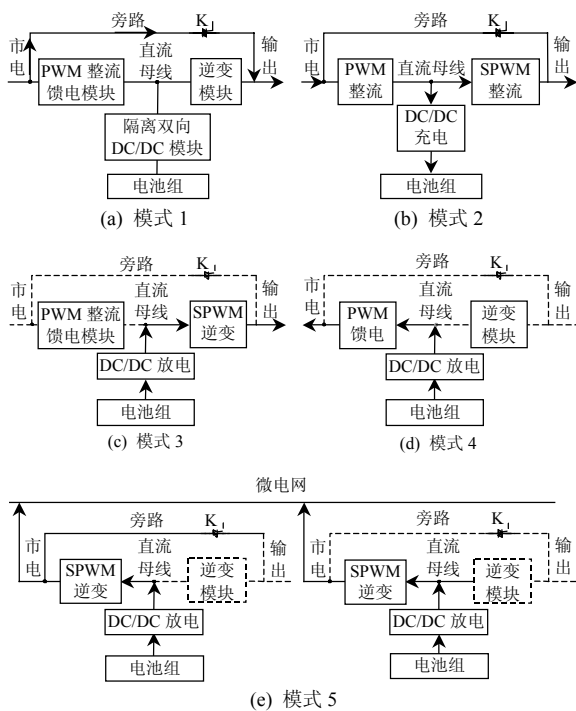 旁路 K
市电
PWM 整流
馈电模块
直流
母线
逆变
模块
输出
隔离双向
DC/DC 模块
电池组
(a) 模式 1
旁路 K
市电
PWM
整流
直流母线
SPWM
整流
输出
DC/DC
充电
电池组
(b) 模式 2
旁路 K
市电
PWM 整流
馈电模块
直流
母线
SPWM
逆变
输出
DC/DC 放电
电池组
(c) 模式 3
旁路 K
市电
PWM
馈电
直流
母线
逆变
模块
输出
DC/DC 放电
电池组
(d) 模式 4
微电网
旁路 K
市电
SPWM
逆变
直流
母线
逆变
模块
输出
DC/DC 放电
电池组
旁路 K
市电
SPWM
逆变
直流
母线
逆变
模块
输出
DC/DC 放电
电池组
(e) 模式 5